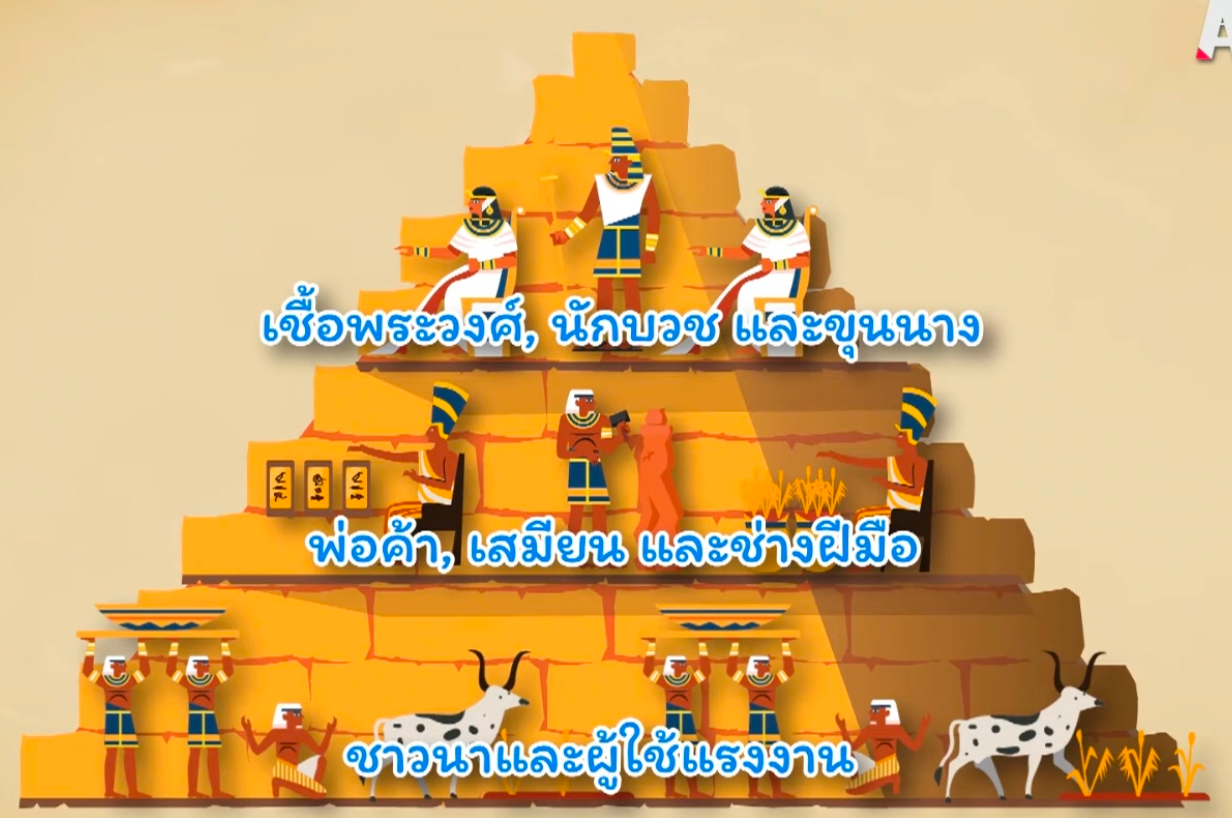 เชื้อพระวงศ์, นักบวช และขุนนาง
พ่อค้า, เสมียน และช่างฝีมือ
ชาวนาและผู้ใช้แรงงาน